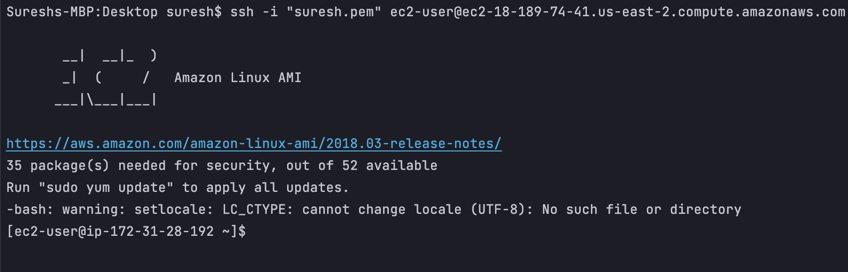 Sureshs-MBP:Desktop suresh$ ssh -i "suresh.pem" ec2-user@ec2-18-189-74-41.us-east-2.compute.amazonaws.com
       __|  __|_  )
       _|  (     /   Amazon Linux AMI
      ___|\___|___|
https://aws.amazon.com/amazon-linux-ami/2018.03-release-notes/
35 package(s) needed for security, out of 52 available
Run "sudo yum update" to apply all updates.
-bash: warning: setlocale: LC_CTYPE: cannot change locale (UTF-8): No such file or directory
[ec2-user@ip-172-31-28-192 ~]$